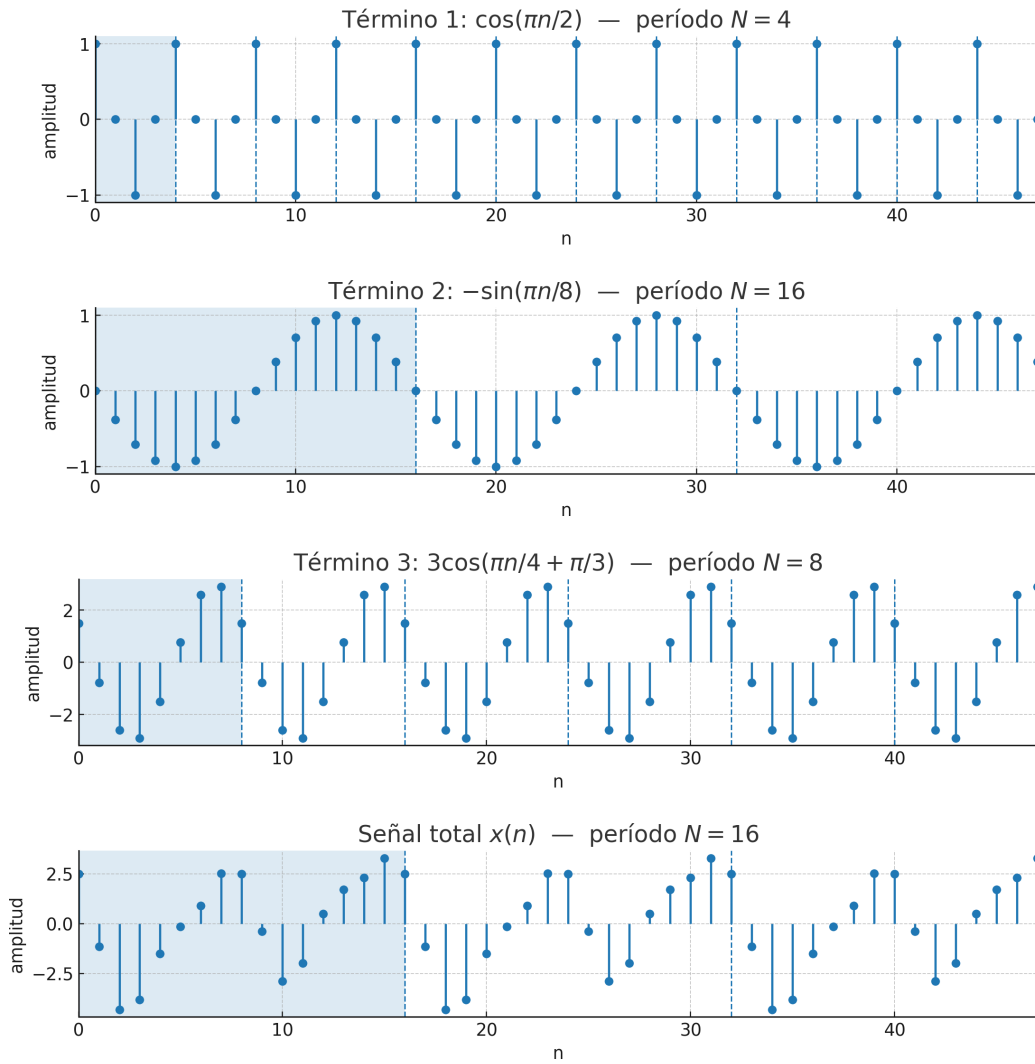 Término 1: cos(πn/2) — período N = 4
1
0
−1
amplitud
0 10 20 30 40
n
Término 2: −sin(πn/8) — período N = 16
1
0
−1
amplitud
0 10 20 30 40
n
Término 3: 3cos(πn/4 + π/3) — período N = 8
2
0
−2
amplitud
0 10 20 30 40
n
Señal total x(n) — período N = 16
2.5
0.0
−2.5
amplitud
0 10 20 30 40
n